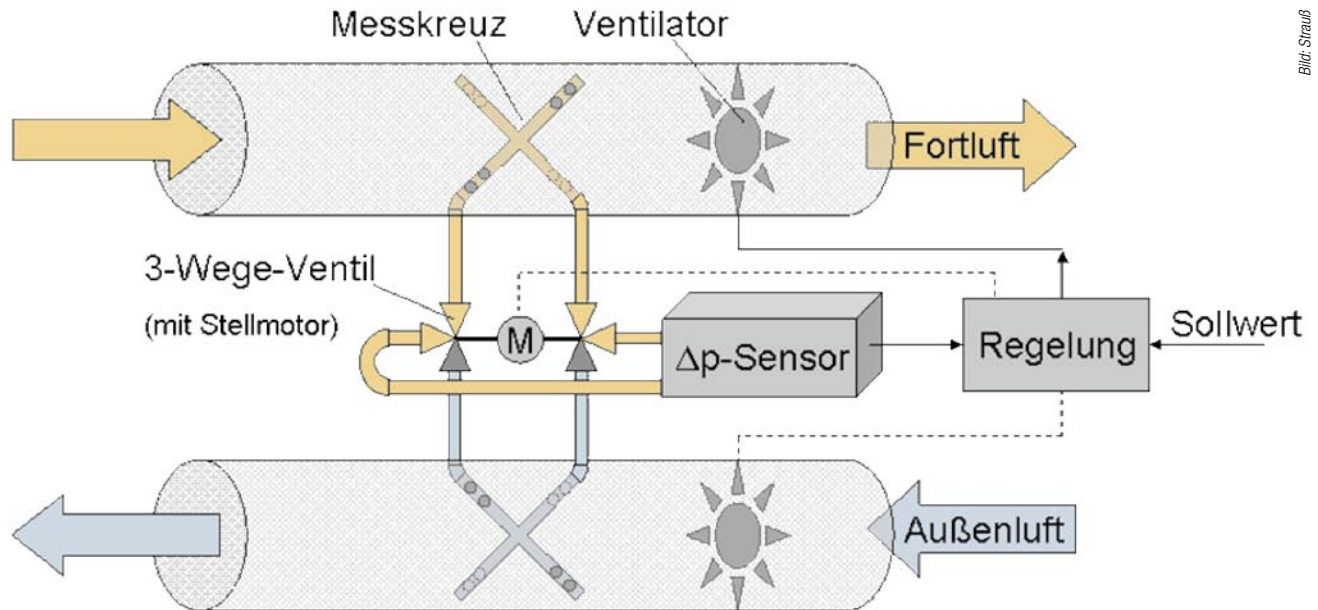 Messkreuz
Ventilator
Bild: Strauß
Fortluft
3-Wege-Ventil
(mit Stellmotor)
M
Δp-Sensor
Regelung
Sollwert
Außenluft